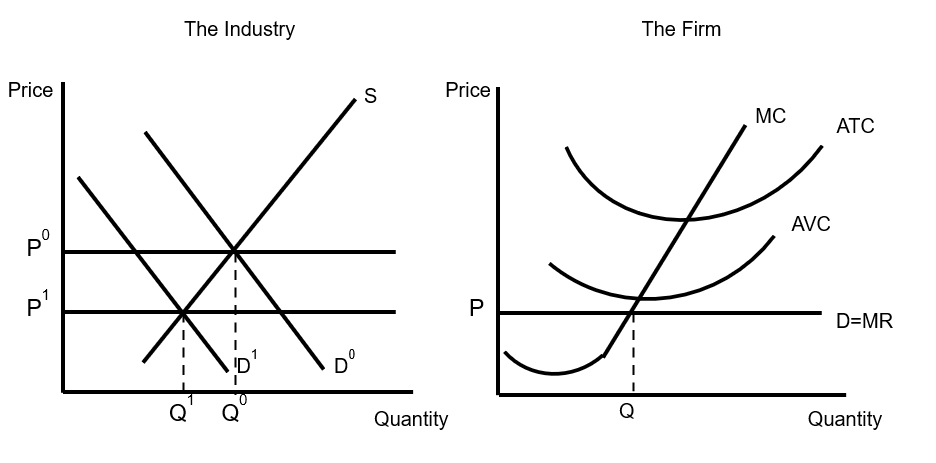 The Industry
Price
S
P⁰
P¹
D¹
D⁰
Q¹
Q⁰
Quantity
The Firm
Price
MC
ATC
AVC
P
D=MR
Q
Quantity